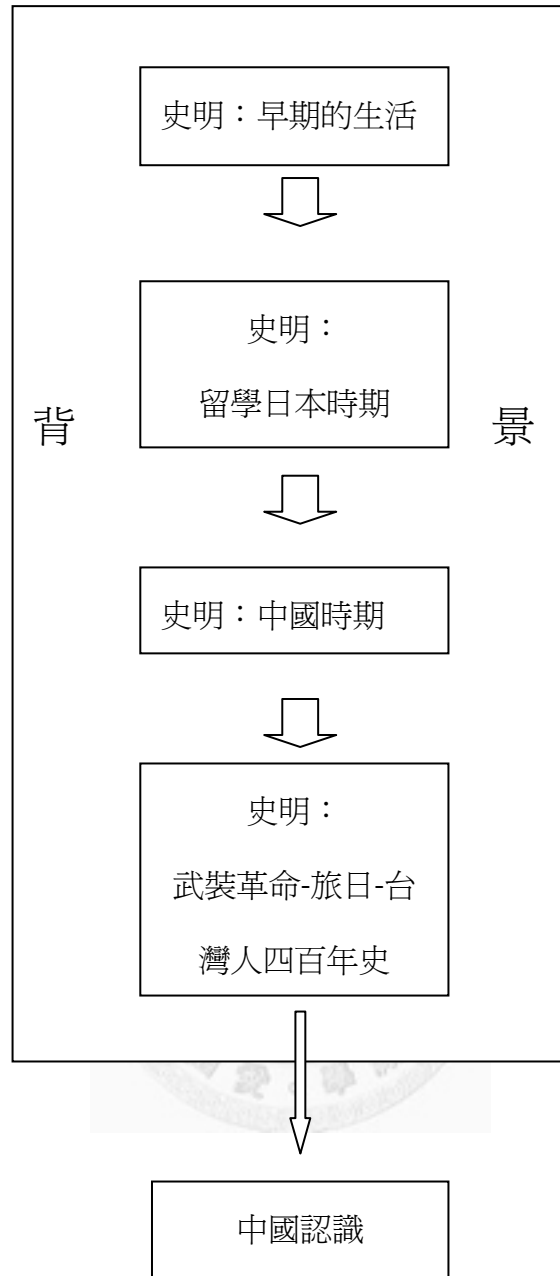 史明：早期的生活
史明：
留學日本時期
背 景
史明：中國時期
史明：
武裝革命-旅日-台
灣人四百年史
中國認識